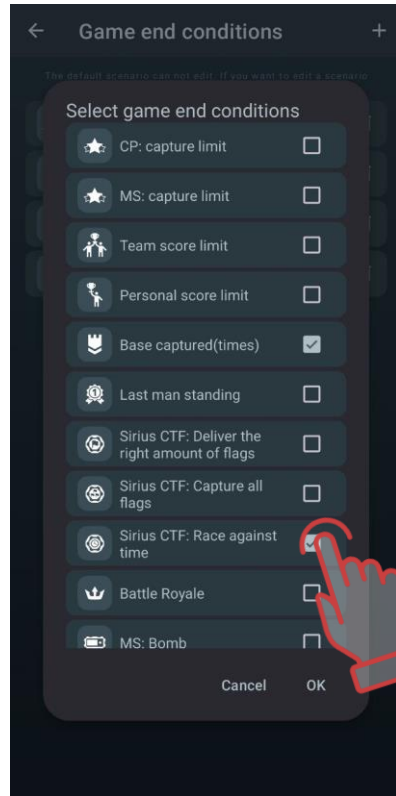 Game end conditions
The default scenario can not edit. If you want to edit a scenario
Select game end conditions
CP: capture limit
MS: capture limit
Team score limit
Personal score limit
Base captured(times)
Last man standing
Sirius CTF: Deliver the
right amount of flags
Sirius CTF: Capture all
flags
Sirius CTF: Race against
time
Battle Royale
MS: Bomb
Cancel OK